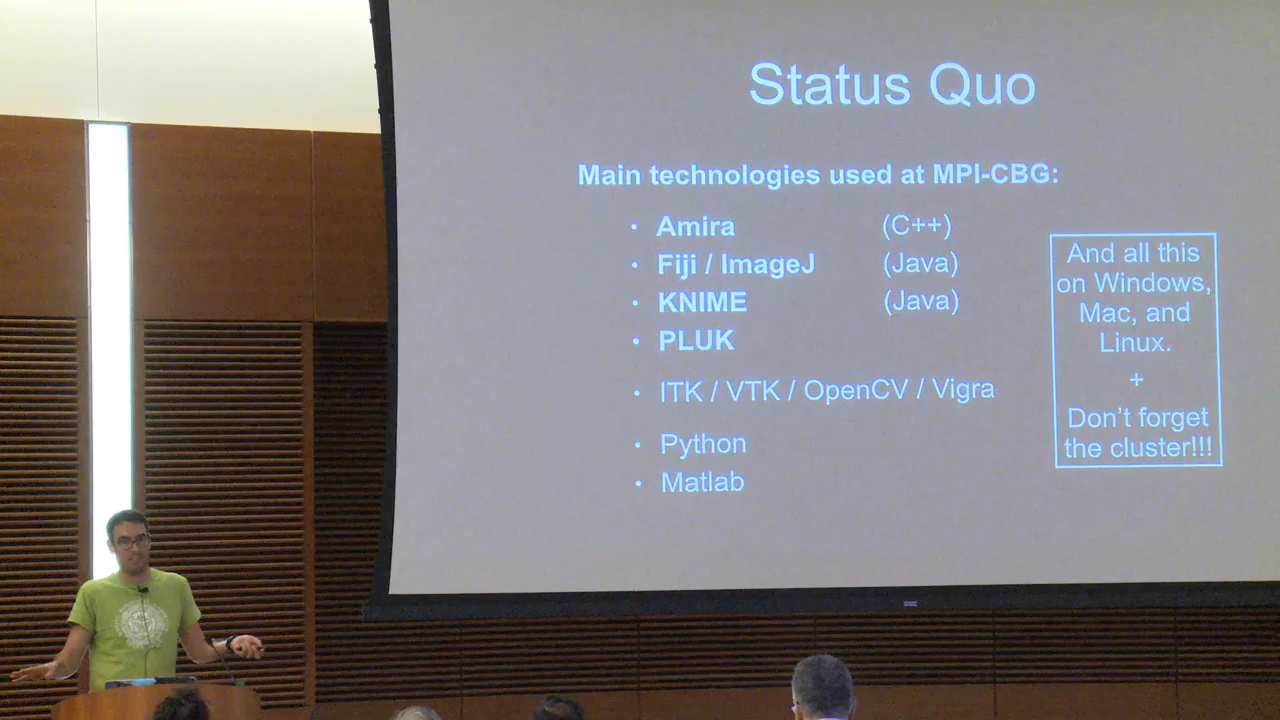 Status Quo
Main technologies used at MPI-CBG:
• Amira (C++)
• Fiji / ImageJ (Java)
• KNIME (Java)
• PLUK
• ITK / VTK / OpenCV / Vigra
• Python
• Matlab
And all this
on Windows,
Mac, and
Linux.
+
Don't forget
the cluster!!!